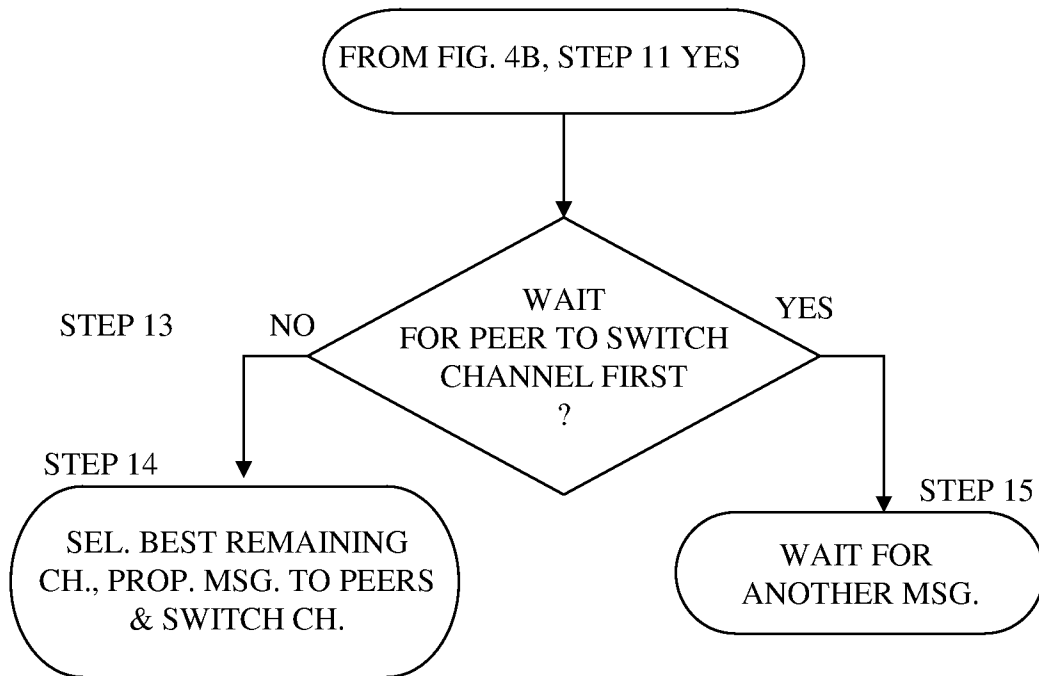 FROM FIG. 4B, STEP 11 YES
STEP 13
NO
WAIT
FOR PEER TO SWITCH
CHANNEL FIRST
?
YES
STEP 14
SEL. BEST REMAINING
CH., PROP. MSG. TO PEERS
& SWITCH CH.
STEP 15
WAIT FOR
ANOTHER MSG.